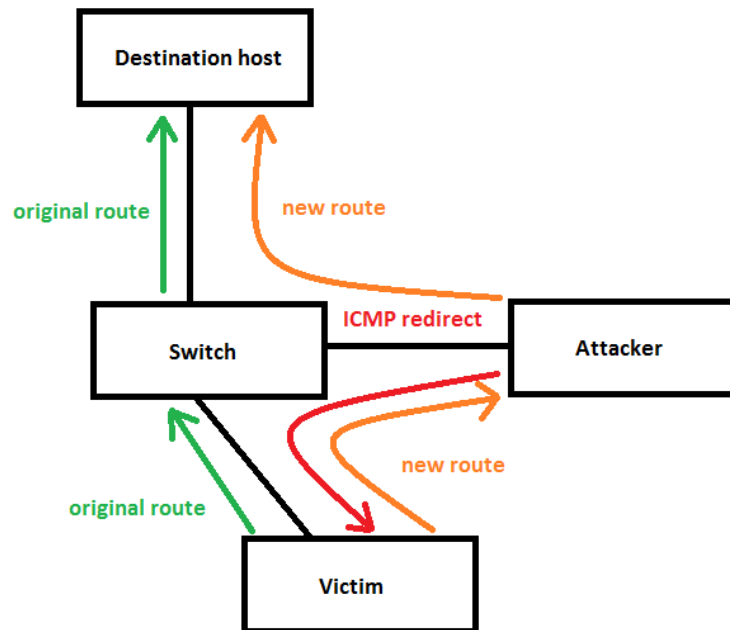 Destination host
original route
new route
ICMP redirect
Switch
Attacker
new route
original route
Victim